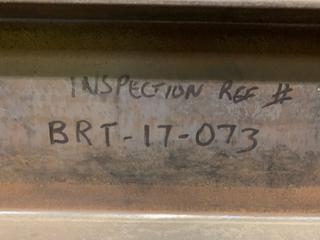 INSPECTION REF #
BRT-17-073